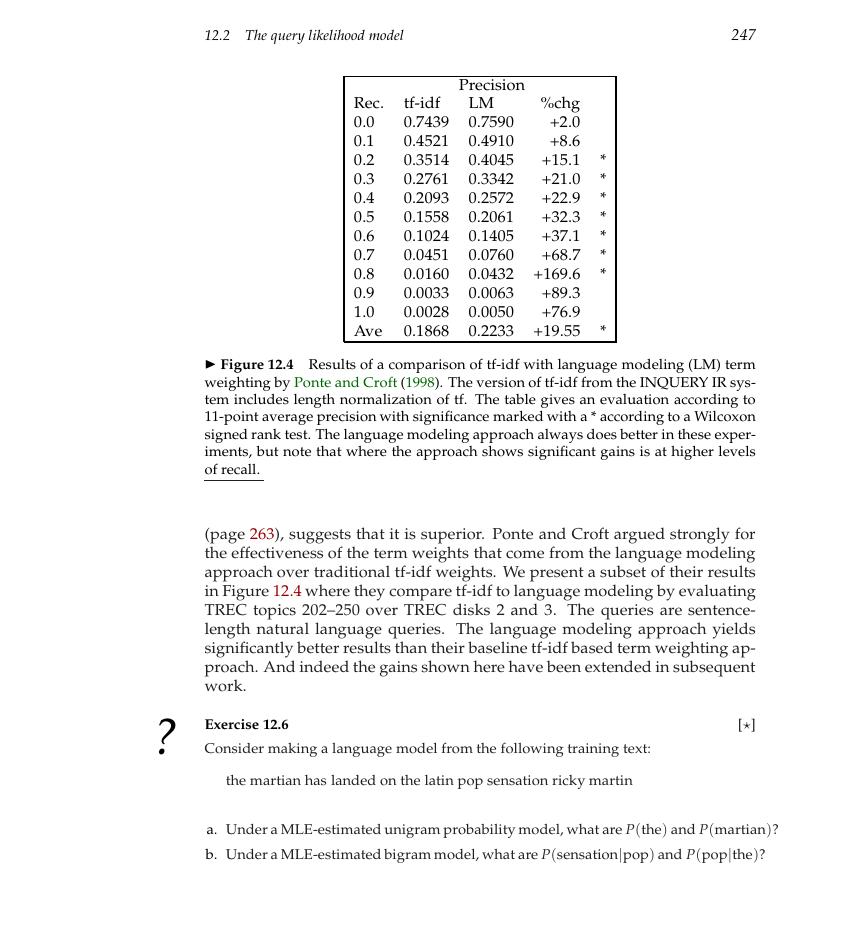 12.2 The query likelihood model 247
Precision
Rec. tf-idf LM %chg
0.0 0.7439 0.7590 +2.0
0.1 0.4521 0.4910 +8.6
0.2 0.3514 0.4045 +15.1 *
0.3 0.2761 0.3342 +21.0 *
0.4 0.2093 0.2572 +22.9 *
0.5 0.1558 0.2061 +32.3 *
0.6 0.1024 0.1405 +37.1 *
0.7 0.0451 0.0760 +68.7 *
0.8 0.0160 0.0432 +169.6 *
0.9 0.0033 0.0063 +89.3
1.0 0.0028 0.0050 +76.9
Ave 0.1868 0.2233 +19.55 *
▶ Figure 12.4 Results of a comparison of tf-idf with language modeling (LM) term
weighting by Ponte and Croft (1998). The version of tf-idf from the INQUERY IR sys-
tem includes length normalization of tf. The table gives an evaluation according to
11-point average precision with significance marked with a * according to a Wilcoxon
signed rank test. The language modeling approach always does better in these exper-
iments, but note that where the approach shows significant gains is at higher levels
of recall.
(page 263), suggests that it is superior. Ponte and Croft argued strongly for
the effectiveness of the term weights that come from the language modeling
approach over traditional tf-idf weights. We present a subset of their results
in Figure 12.4 where they compare tf-idf to language modeling by evaluating
TREC topics 202–250 over TREC disks 2 and 3. The queries are sentence-
length natural language queries. The language modeling approach yields
significantly better results than their baseline tf-idf based term weighting ap-
proach. And indeed the gains shown here have been extended in subsequent
work.
? Exercise 12.6 [⋆]
Consider making a language model from the following training text:
the martian has landed on the latin pop sensation ricky martin
a. Under a MLE-estimated unigram probability model, what are P(the) and P(martian)?
b. Under a MLE-estimated bigram model, what are P(sensation|pop) and P(pop|the)?